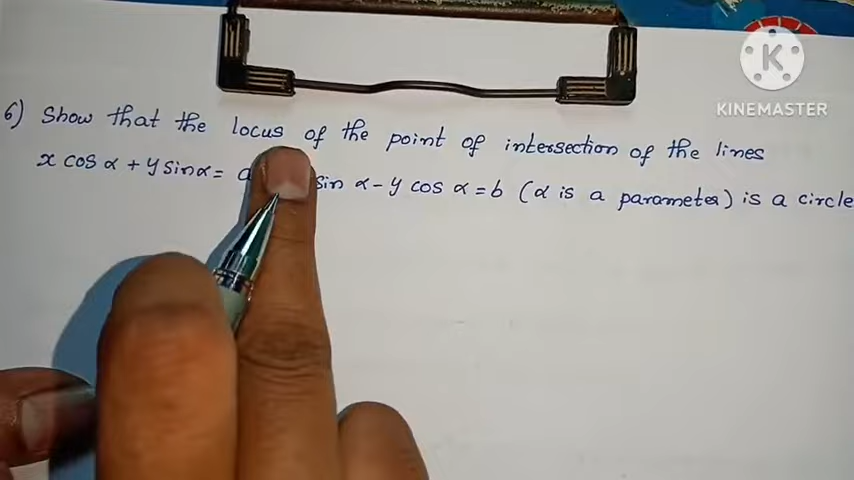 6) Show that the locus of the point of intersection of the lines
x cos α + y sin α = a sin α - y cos α = b (α is a parameter) is a circle
KINEMASTER